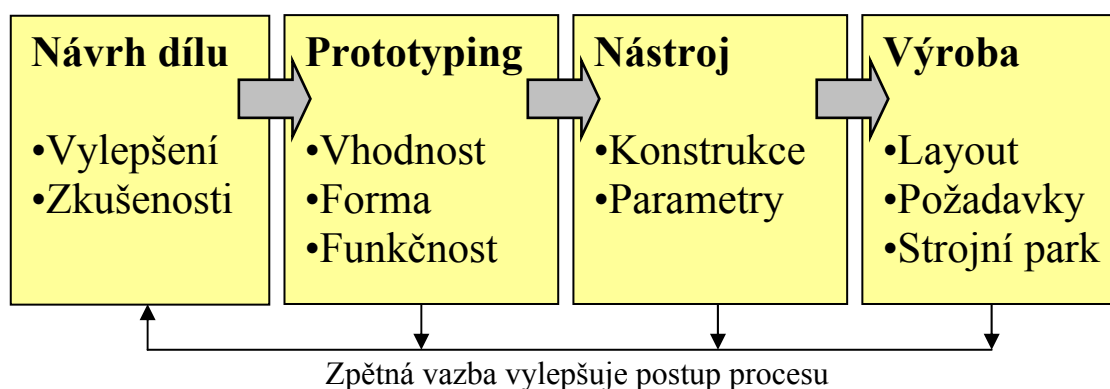 Návrh dílu
•Vylepšení
•Zkušenosti
Prototyping
•Vhodnost
•Forma
•Funkčnost
Nástroj
•Konstrukce
•Parametry
Výroba
•Layout
•Požadavky
•Strojní park
Zpětná vazba vylepšuje postup procesu